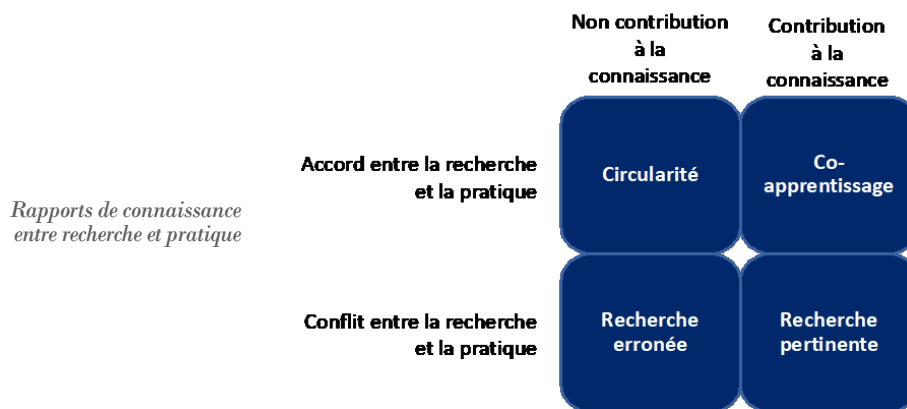 Non contribution
à la
connaissance
Contribution
à la
connaissance
Accord entre la recherche
et la pratique
Circularité
Co-
apprentissage
Rapports de connaissance
entre recherche et pratique
Conflit entre la recherche
et la pratique
Recherche
erronée
Recherche
pertinente